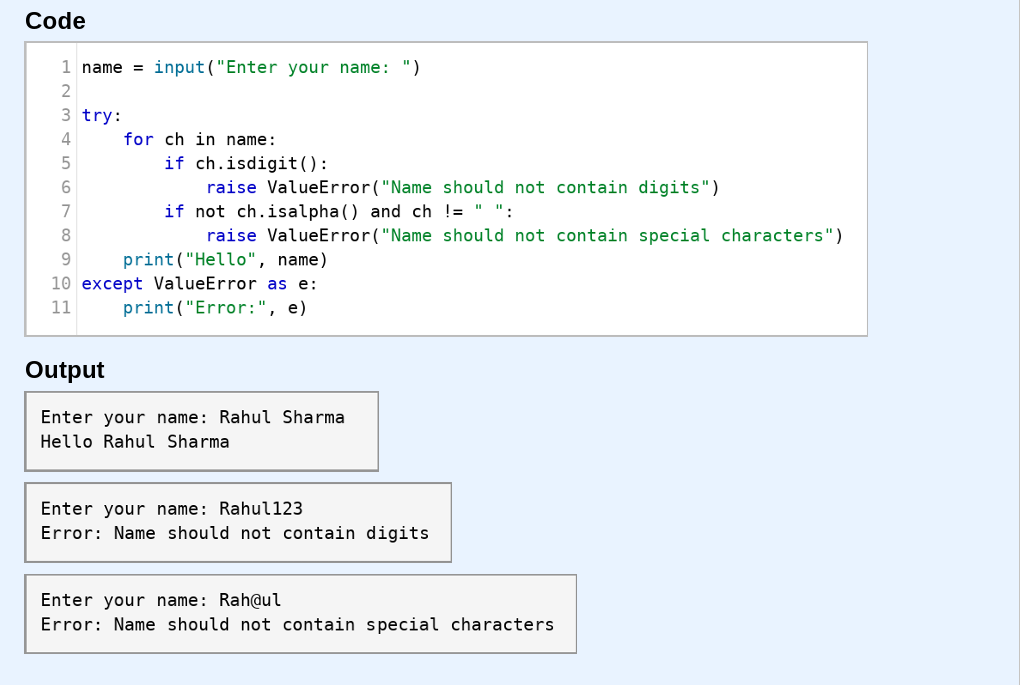 Code
1 name = input("Enter your name: ")
2
3 try:
4     for ch in name:
5         if ch.isdigit():
6             raise ValueError("Name should not contain digits")
7         if not ch.isalpha() and ch != " ":
8             raise ValueError("Name should not contain special characters")
9     print("Hello", name)
10 except ValueError as e:
11     print("Error:", e)
Output
Enter your name: Rahul Sharma
Hello Rahul Sharma
Enter your name: Rahul123
Error: Name should not contain digits
Enter your name: Rah@ul
Error: Name should not contain special characters